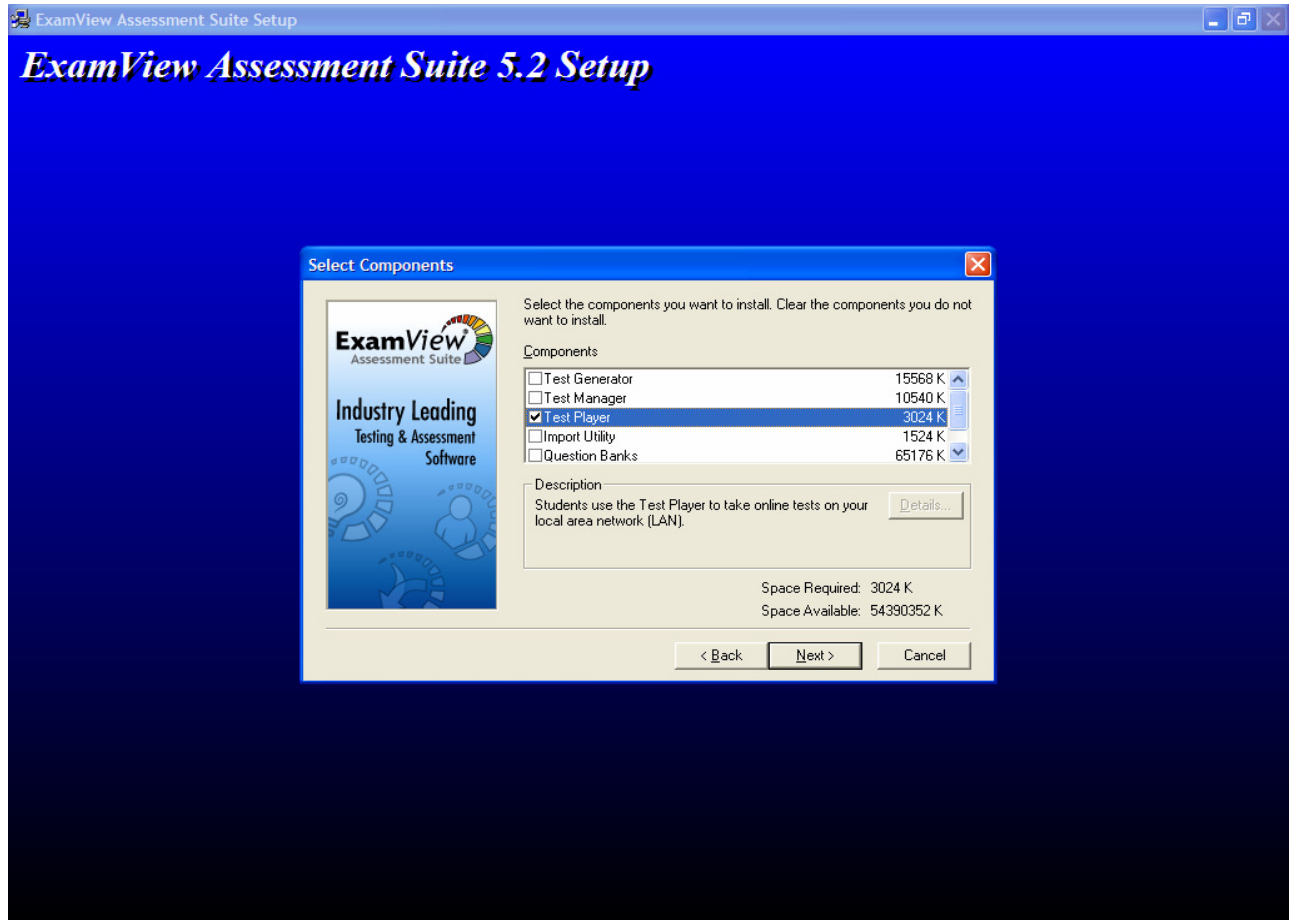 ExamView Assessment Suite Setup
ExamView Assessment Suite 5.2 Setup
Select Components
ExamView
Assessment Suite
Industry Leading
Testing & Assessment
Software
Select the components you want to install. Clear the components you do not
want to install.
Components
Test Generator 15568 K
Test Manager 10540 K
Test Player 3024 K
Import Utility 1524 K
Question Banks 65176 K
Description
Students use the Test Player to take online tests on your
local area network (LAN).
Details...
Space Required: 3024 K
Space Available: 54390352 K
< Back Next > Cancel